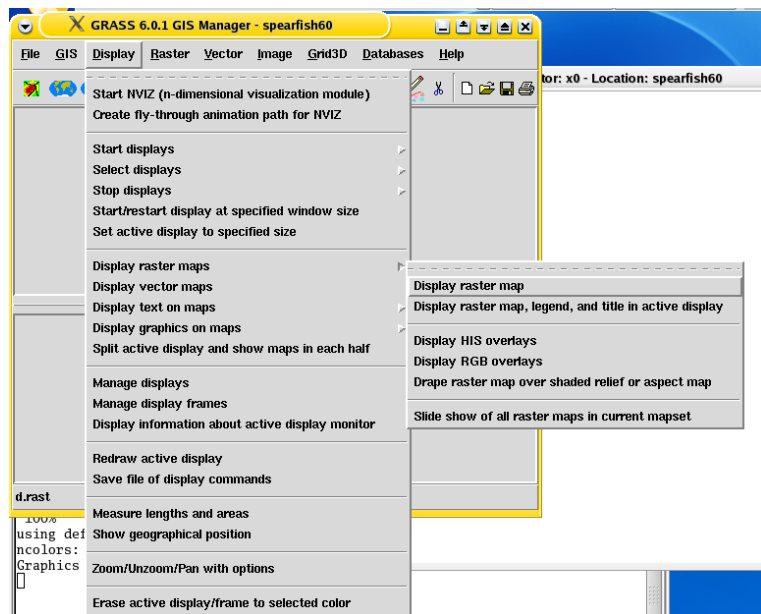 GRASS 6.0.1 GIS Manager - spearfish60
File GIS Display Raster Vector Image Grid3D Databases Help
tor: x0 - Location: spearfish60
Start NVIZ (n-dimensional visualization module)
Create fly-through animation path for NVIZ
Start displays
Select displays
Stop displays
Start/restart display at specified window size
Set active display to specified size
Display raster maps
Display vector maps
Display text on maps
Display graphics on maps
Split active display and show maps in each half
Display raster map
Display raster map, legend, and title in active display
Display HIS overlays
Display RGB overlays
Drape raster map over shaded relief or aspect map
Slide show of all raster maps in current mapset
Manage displays
Manage display frames
Display information about active display monitor
Redraw active display
Save file of display commands
Measure lengths and areas
Show geographical position
Zoom/Unzoom/Pan with options
Erase active display/frame to selected color
d.rast
100%
using def
ncolors:
Graphics